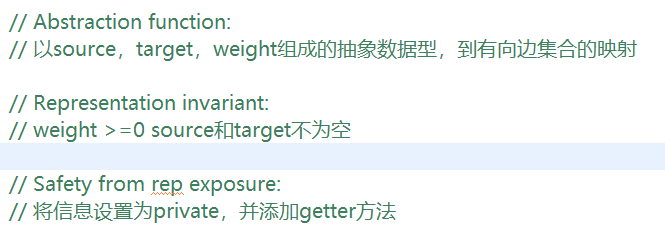 // Abstraction function:
// 以source，target，weight组成的抽象数据型，到有向边集合的映射
// Representation invariant:
// weight >=0 source和target不为空
// Safety from rep exposure:
// 将信息设置为private，并添加getter方法